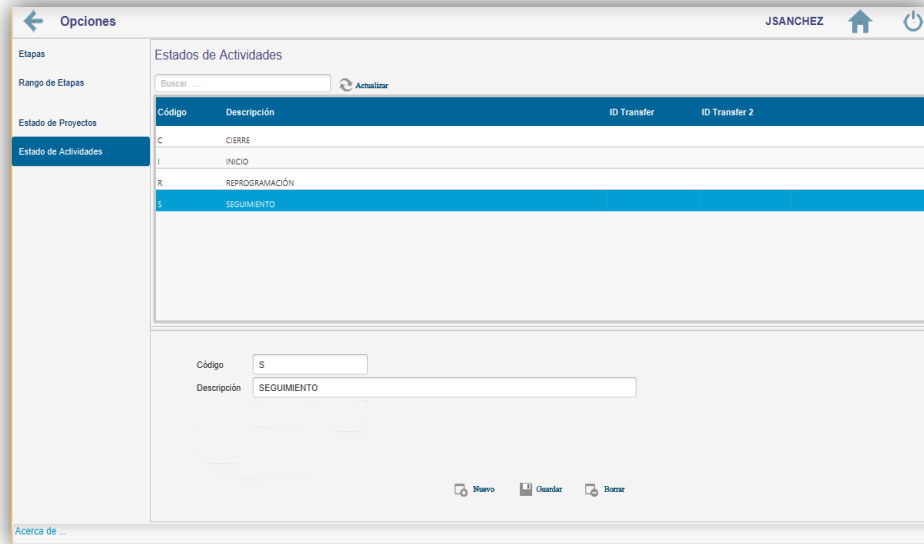 Opciones JSANCHEZ
Etapas
Rango de Etapas
Estado de Proyectos
Estado de Actividades
Estados de Actividades
Buscar ... Actualizar
Código Descripción ID Transfer ID Transfer 2
C CIERRE
I INICIO
R REPROGRAMACIÓN
S SEGUIMIENTO
Código S
Descripción SEGUIMIENTO
Nuevo Guardar Borrar
Acerca de ...